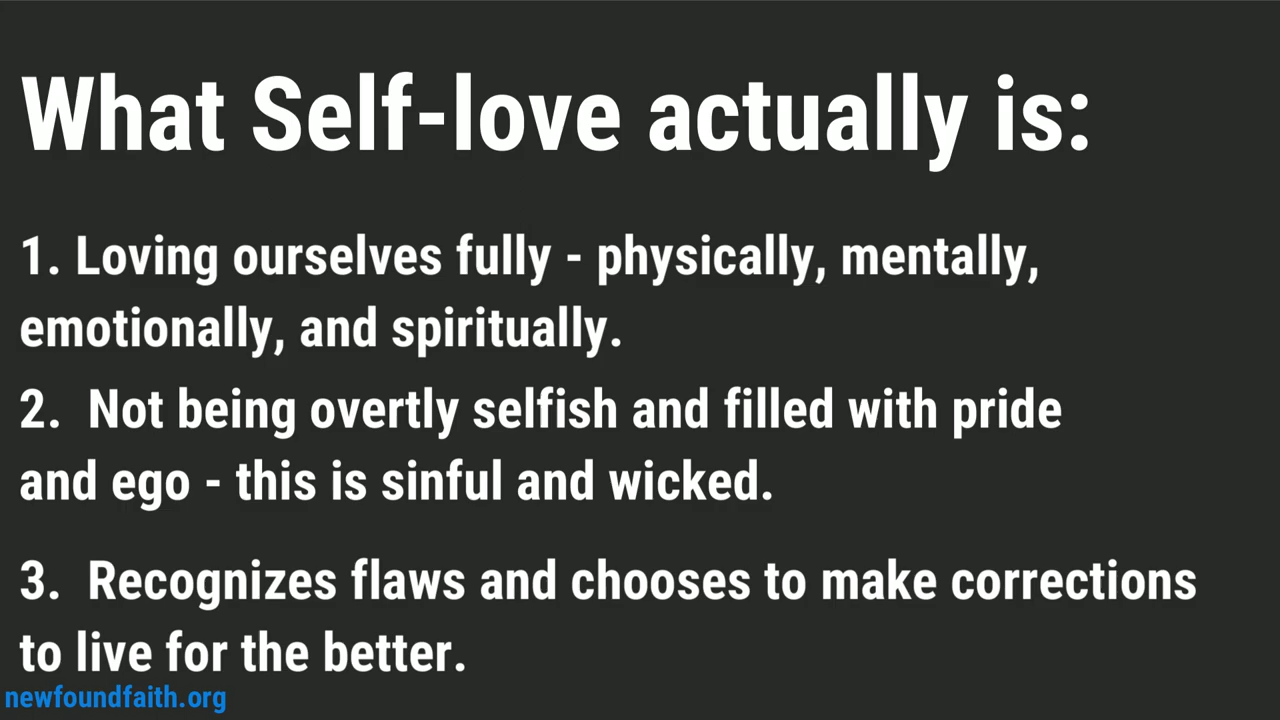 What Self-love actually is:
1. Loving ourselves fully - physically, mentally,
emotionally, and spiritually.
2. Not being overtly selfish and filled with pride
and ego - this is sinful and wicked.
3. Recognizes flaws and chooses to make corrections
to live for the better.
newfoundfaith.org